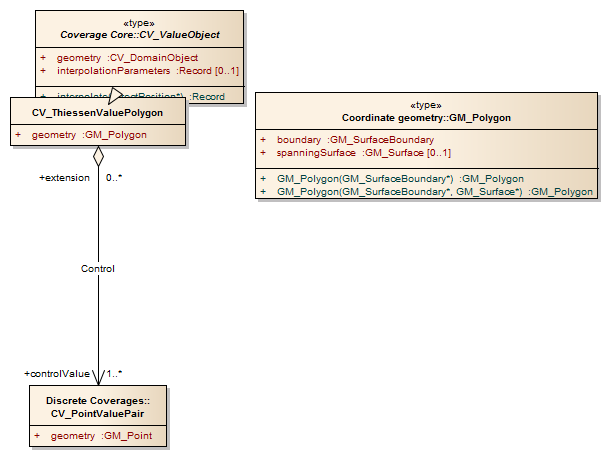 «type»
Coverage Core::CV_ValueObject
+ geometry :CV_DomainObject
+ interpolationParameters :Record [0..1]
ectPosition*) :Record
CV_ThiessenValuePolygon
+ geometry :GM_Polygon
+extension 0..*
Control
+controlValue 1..*
Discrete Coverages::
CV_PointValuePair
+ geometry :GM_Point
«type»
Coordinate geometry::GM_Polygon
+ boundary :GM_SurfaceBoundary
+ spanningSurface :GM_Surface [0..1]
+ GM_Polygon(GM_SurfaceBoundary*) :GM_Polygon
+ GM_Polygon(GM_SurfaceBoundary*, GM_Surface*) :GM_Polygon